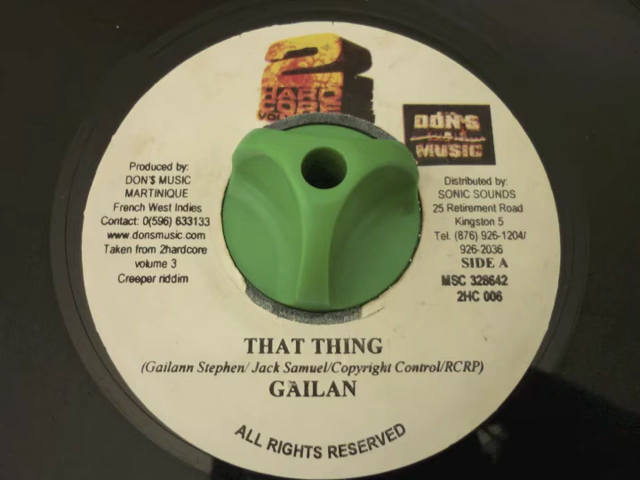 2
HARD
CORE
DON'S
MUSIC
Produced by:
DON'S MUSIC
MARTINIQUE
French West Indies
Contact: 0(596) 633133
www.donsmusic.com
Taken from 2hardcore
volume 3
Creeper riddim
Distributed by:
SONIC SOUNDS
25 Retirement Road
Kingston 5
Tel. (876) 926-1204/
926-2036
SIDE A
MSC 328642
2HC 006
THAT THING
(Gailann Stephen/ Jack Samuel/Copyright Control/RCRP)
GAILAN
ALL RIGHTS RESERVED